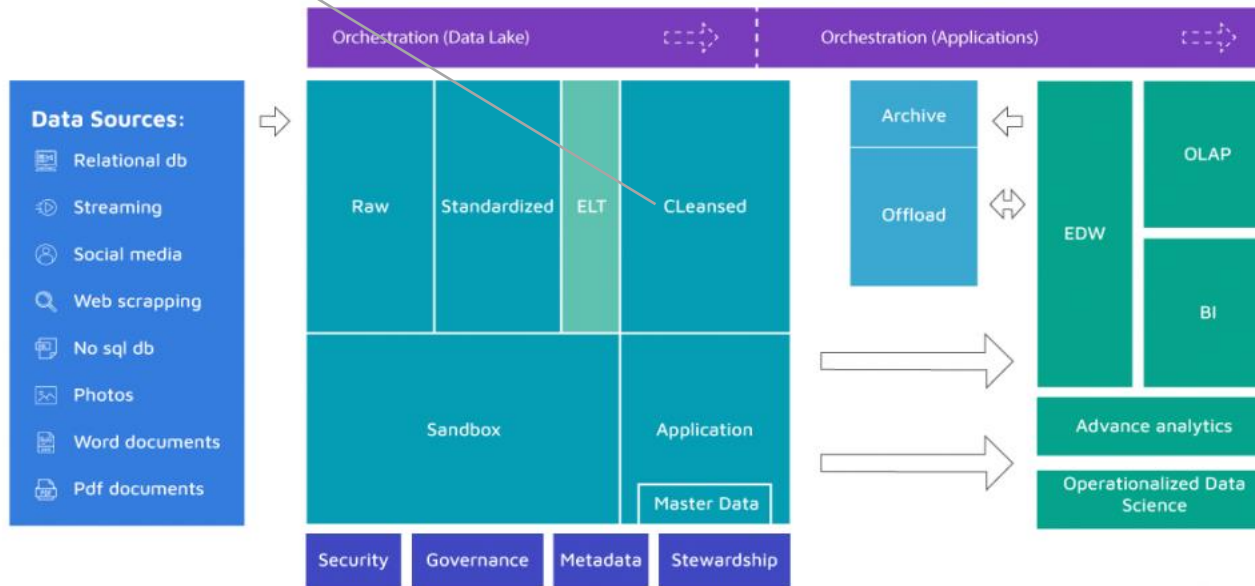 Orchestration (Data Lake)
Orchestration (Applications)
Data Sources:
Relational db
Streaming
Social media
Web scrapping
No sql db
Photos
Word documents
Pdf documents
Raw
Standardized
ELT
CLeansed
Sandbox
Application
Master Data
Security
Governance
Metadata
Stewardship
Archive
Offload
EDW
OLAP
BI
Advance analytics
Operationalized Data
Science